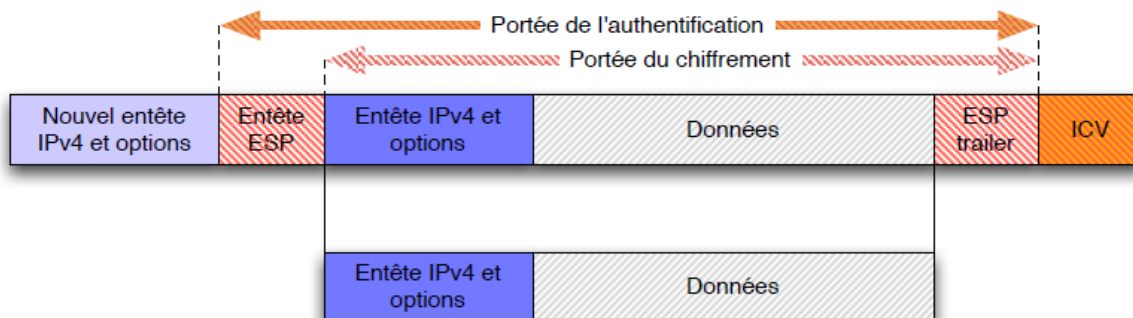 Portée de l'authentification
Portée du chiffrement
Nouvel entête
IPv4 et options
Entête
ESP
Entête IPv4 et
options
Données
ESP
trailer
ICV
Entête IPv4 et
options
Données